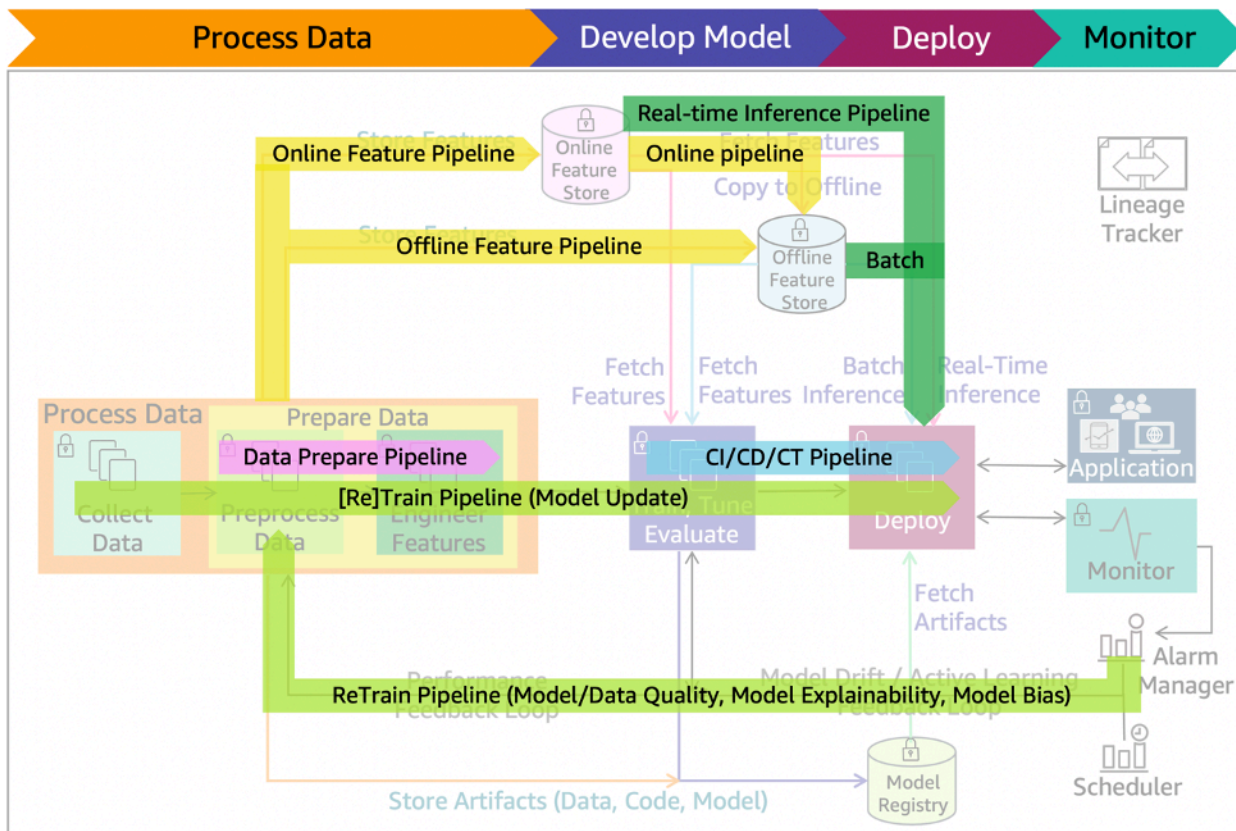 Process Data
Develop Model
Deploy
Monitor
Real-time Inference Pipeline
Store Features
Online Feature Pipeline
Online
Feature
Store
Online pipeline
Fetch Features
Copy to Offline
Lineage
Tracker
Store Features
Offline Feature Pipeline
Offline
Feature
Store
Batch
Fetch
Features
Fetch
Features
Batch
Inference
Real-Time
Inference
Process Data
Prepare Data
Data Prepare Pipeline
CI/CD/CT Pipeline
Application
[Re]Train Pipeline (Model Update)
Collect
Data
Preprocess
Data
Engineer
Features
Train, Tune
Evaluate
Deploy
Monitor
Fetch
Artifacts
Alarm
Manager
Performance
Feedback Loop
Model Drift / Active Learning
Feedback Loop
ReTrain Pipeline (Model/Data Quality, Model Explainability, Model Bias)
Scheduler
Model
Registry
Store Artifacts (Data, Code, Model)